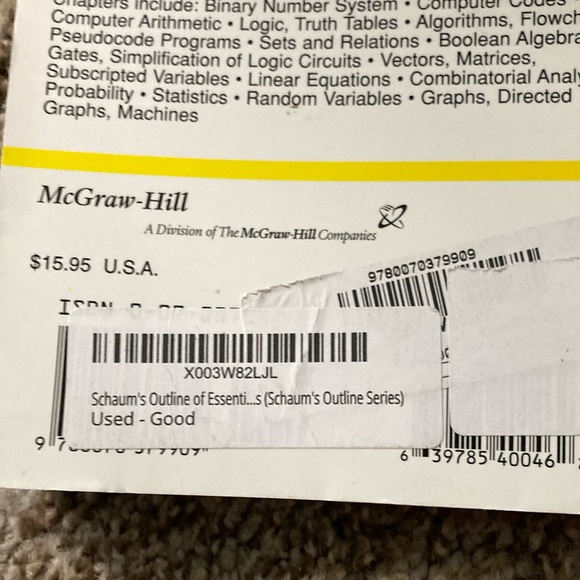 Chapters Include: Binary Number System • Computer Codes
Computer Arithmetic • Logic, Truth Tables • Algorithms,
Pseudocode Programs • Sets and Relations • Boolean
Gates, Simplification of Logic Circuits • Vectors, Matrices,
Subscripted Variables • Linear Equations • Combinatorial
Probability • Statistics • Random Variables • Graphs, Directed
Graphs, Machines
McGraw-Hill
A Division of The McGraw-Hill Companies
$15.95 U.S.A.
9780070379909
ISBN
X003W82LJL
Schaum's Outline of Essenti...s (Schaum's Outline Series)
Used - Good
9
6 39785 40046